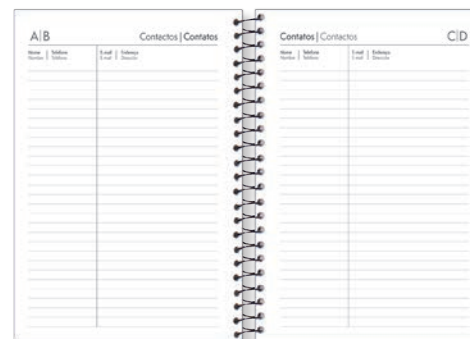 A|B
Contectos | Contatos
Nome | Telefone
Nombre | Teléfono
E-mail | Endereço
E-mail | Dirección
Contatos | Contactos
C|D
Nome | Telefone
Nombre | Teléfono
E-mail | Endereço
E-mail | Dirección